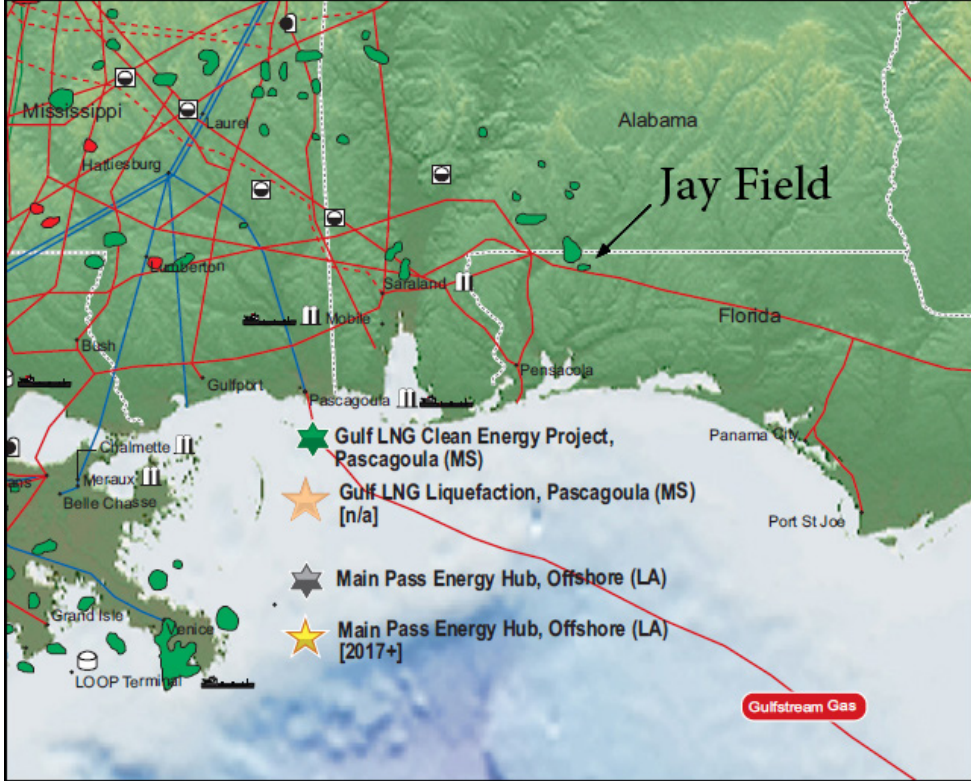 Mississippi
Laurel
Alabama
Hattiesburg
Jay Field
Lumberton
Saraland
Mobile
Florida
Bush
Pensacola
Gulfport
Pascagoula
Panama City
Gulf LNG Clean Energy Project,
Pascagoula (MS)
Chalmette
Meraux
ans
Belle Chasse
Gulf LNG Liquefaction, Pascagoula (MS)
[n/a]
Port St Joe
Main Pass Energy Hub, Offshore (LA)
Grand Isle
Venice
Main Pass Energy Hub, Offshore (LA)
[2017+]
LOOP Terminal
Gulfstream Gas